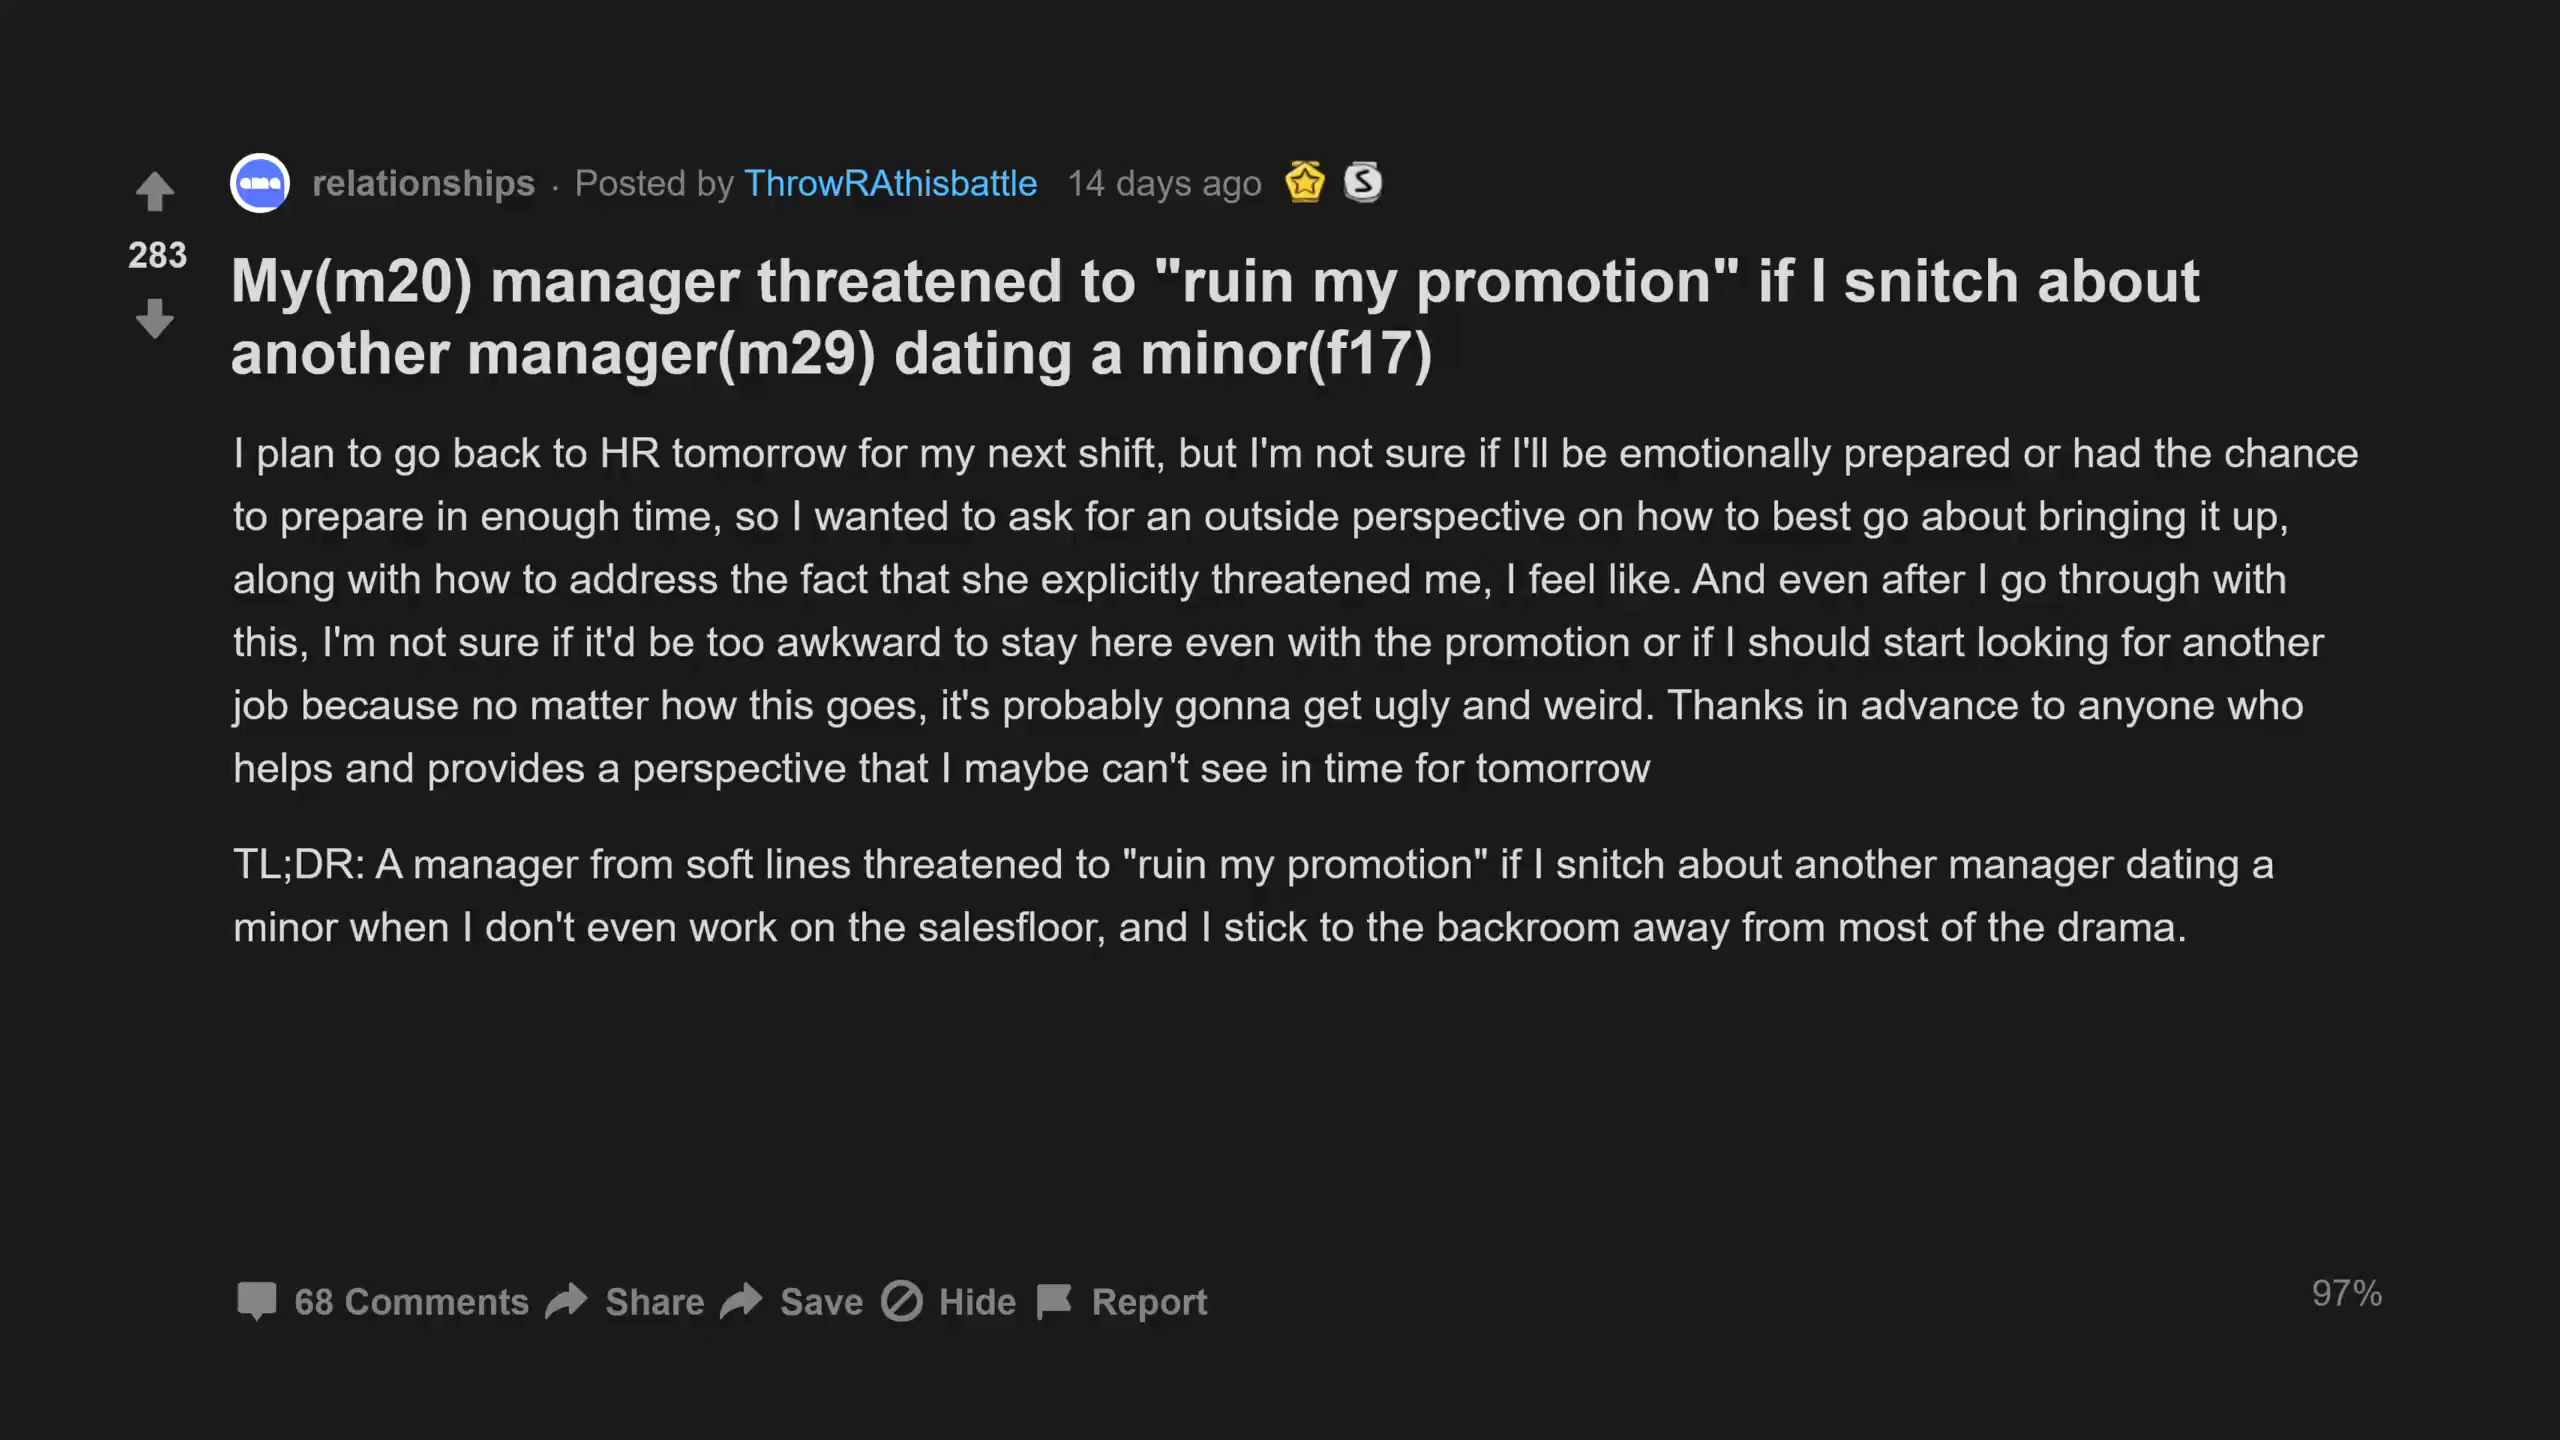 relationships · Posted by ThrowRAthisbattle 14 days ago
283
My(m20) manager threatened to "ruin my promotion" if I snitch about
another manager(m29) dating a minor(f17)
I plan to go back to HR tomorrow for my next shift, but I'm not sure if I'll be emotionally prepared or had the chance
to prepare in enough time, so I wanted to ask for an outside perspective on how to best go about bringing it up,
along with how to address the fact that she explicitly threatened me, I feel like. And even after I go through with
this, I'm not sure if it'd be too awkward to stay here even with the promotion or if I should start looking for another
job because no matter how this goes, it's probably gonna get ugly and weird. Thanks in advance to anyone who
helps and provides a perspective that I maybe can't see in time for tomorrow
TL;DR: A manager from soft lines threatened to "ruin my promotion" if I snitch about another manager dating a
minor when I don't even work on the salesfloor, and I stick to the backroom away from most of the drama.
68 Comments Share Save Hide Report
97%